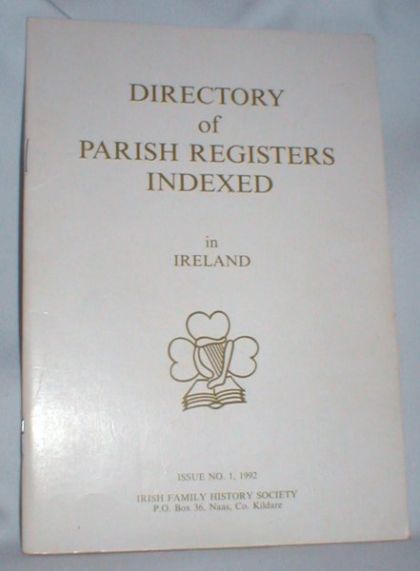 DIRECTORY
of
PARISH REGISTERS
INDEXED
in
IRELAND
ISSUE NO. 1, 1992
IRISH FAMILY HISTORY SOCIETY
P.O. Box 36, Naas, Co. Kildare